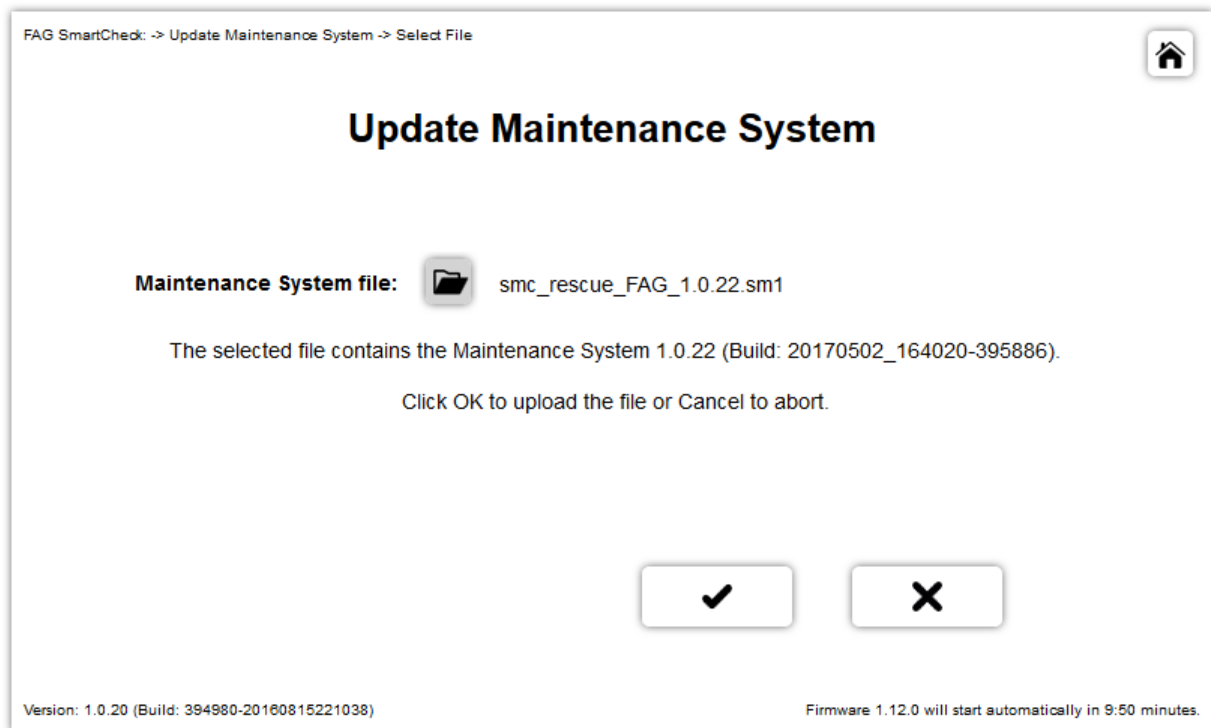 FAG SmartCheck: -> Update Maintenance System -> Select File
Update Maintenance System
Maintenance System file: smc_rescue_FAG_1.0.22.sm1
The selected file contains the Maintenance System 1.0.22 (Build: 20170502_164020-395886).
Click OK to upload the file or Cancel to abort.
Version: 1.0.20 (Build: 394980-20160815221038)
Firmware 1.12.0 will start automatically in 9:50 minutes.